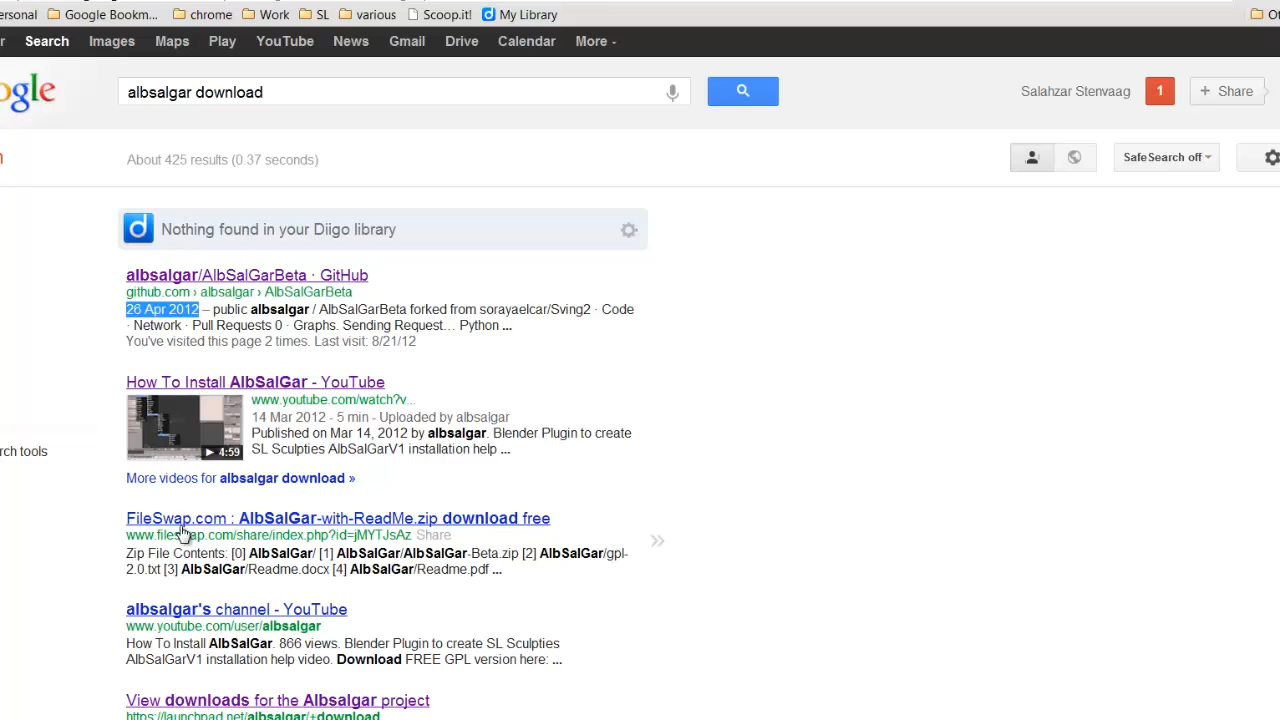 ersonal Google Bookm... chrome Work SL various Scoop.it! My Library Ot
r Search Images Maps Play YouTube News Gmail Drive Calendar More
ogle albsalgar download Salahzar Stenvaag 1 + Share
n About 425 results (0.37 seconds) SafeSearch off
d Nothing found in your Diigo library
albsalgar/AlbSalGarBeta · GitHub
github.com › albsalgar › AlbSalGarBeta
26 Apr 2012 – public albsalgar / AlbSalGarBeta forked from sorayaelcar/Sving2 · Code
· Network · Pull Requests 0 · Graphs. Sending Request… Python ...
You've visited this page 2 times. Last visit: 8/21/12
How To Install AlbSalGar - YouTube
www.youtube.com/watch?v...
14 Mar 2012 - 5 min - Uploaded by albsalgar
Published on Mar 14, 2012 by albsalgar. Blender Plugin to create
SL Sculpties AlbSalGarV1 installation help ...
4:59
rch tools
More videos for albsalgar download »
FileSwap.com : AlbSalGar-with-ReadMe.zip download free
www.fileswap.com/share/index.php?id=jMYTJsAz Share
Zip File Contents: [0] AlbSalGar/ [1] AlbSalGar/AlbSalGar-Beta.zip [2] AlbSalGar/gpl-
2.0.txt [3] AlbSalGar/Readme.docx [4] AlbSalGar/Readme.pdf ...
»
albsalgar's channel - YouTube
www.youtube.com/user/albsalgar
How To Install AlbSalGar. 866 views. Blender Plugin to create SL Sculpties
AlbSalGarV1 installation help video. Download FREE GPL version here: ...
View downloads for the Albsalgar project
https://launchpad.net/albsalgar/+download